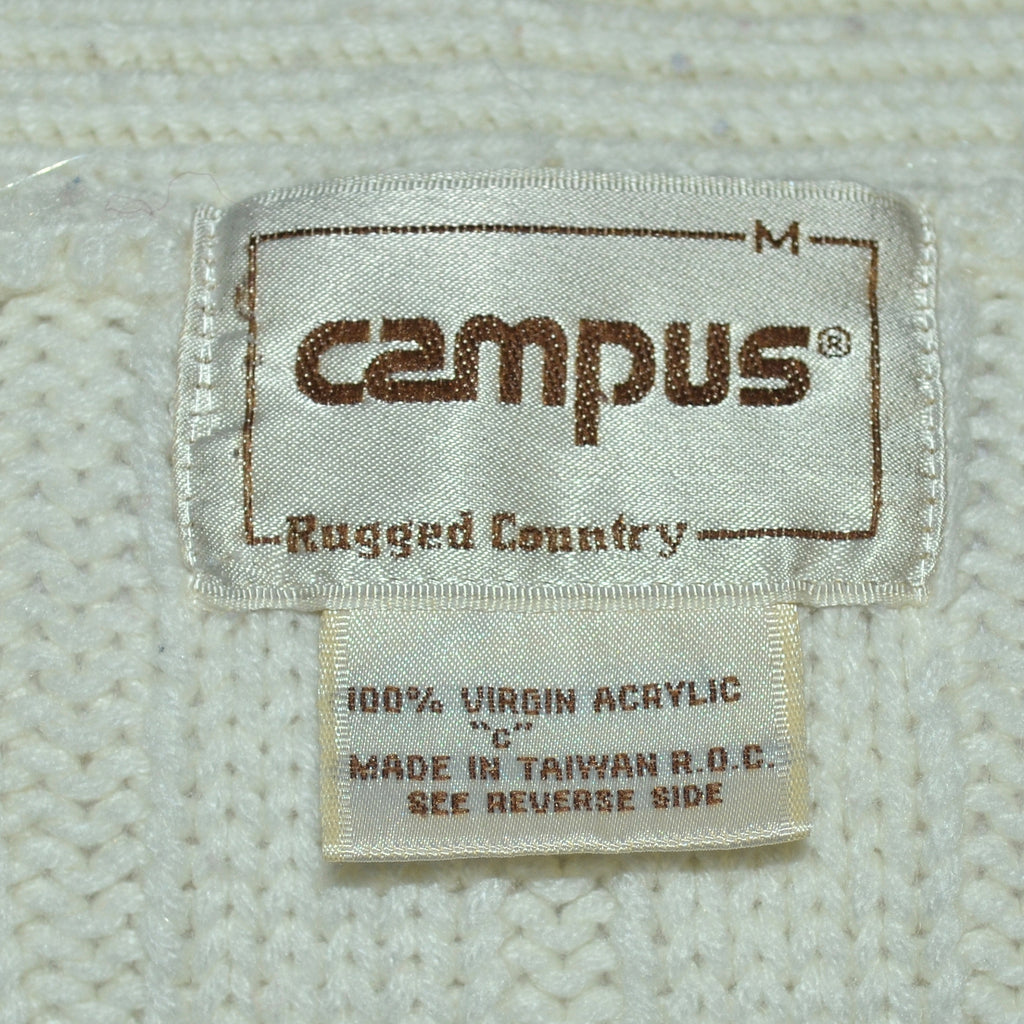 M
campus®
Rugged Country
100% VIRGIN ACRYLIC
"C"
MADE IN TAIWAN R.O.C.
SEE REVERSE SIDE